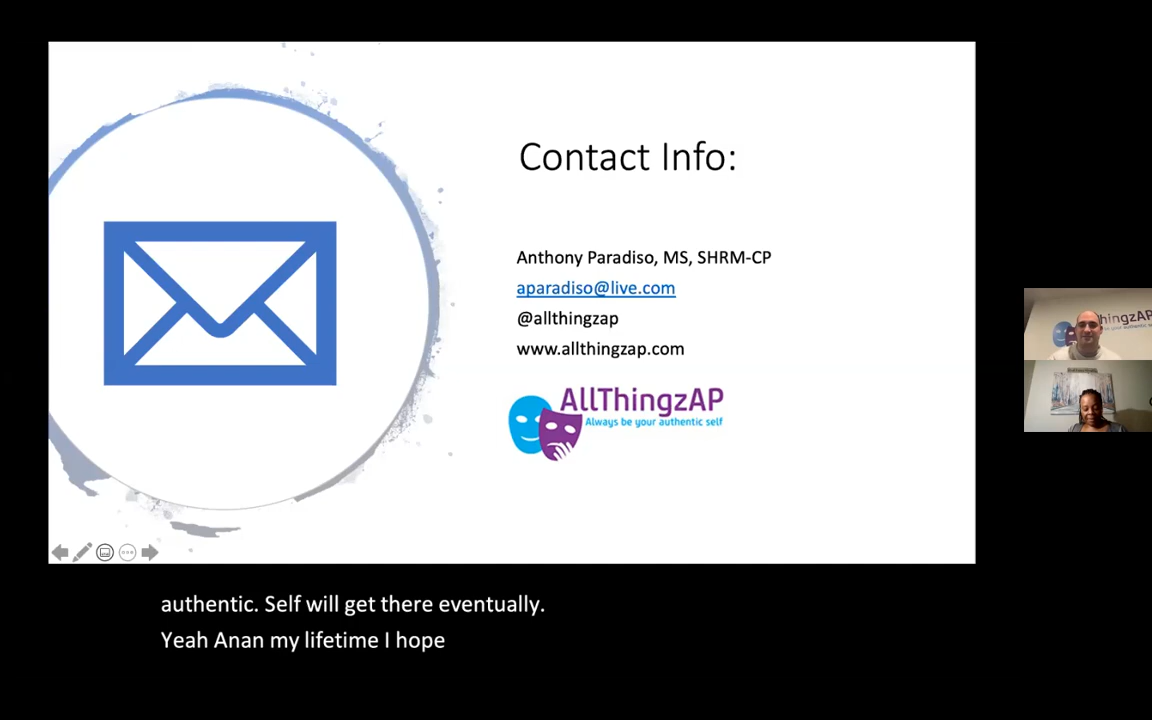 Contact Info:
Anthony Paradiso, MS, SHRM-CP
aparadiso@live.com
@allthingzap
www.allthingzap.com
AllThingzAP
Always be your authentic self
hingzAP
authentic. Self will get there eventually.
Yeah Anan my lifetime I hope